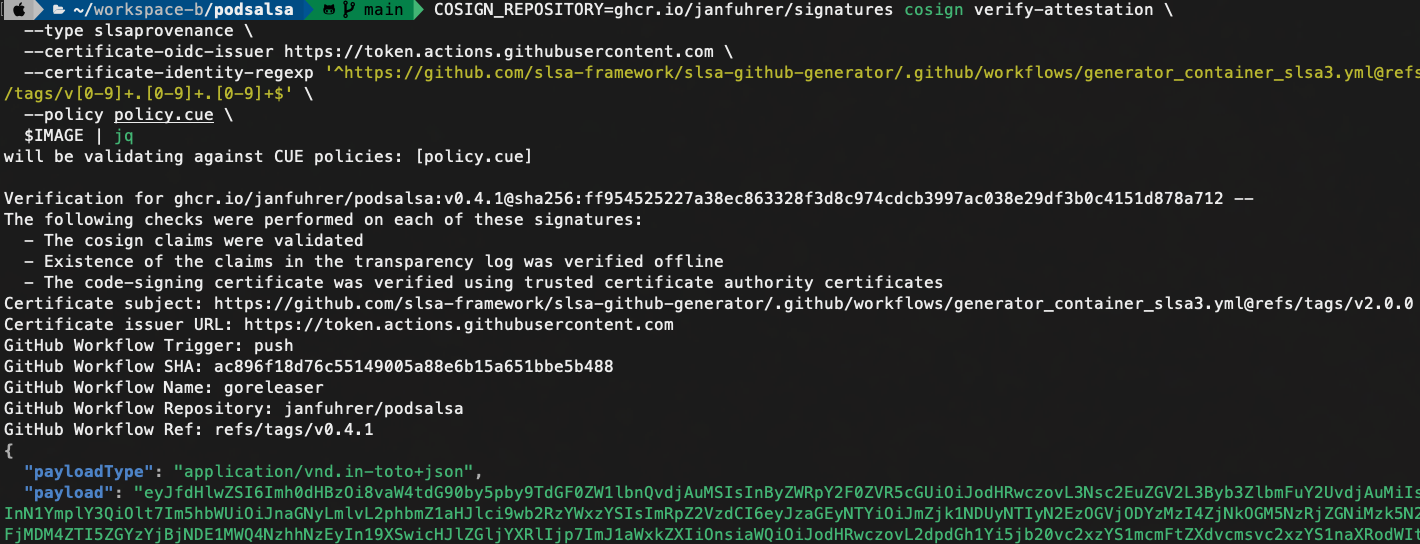 ~/workspace-b/podsalsa main COSIGN_REPOSITORY=ghcr.io/janfuhrer/signatures cosign verify-attestation \
--type slsaprovenance \
--certificate-oidc-issuer https://token.actions.githubusercontent.com \
--certificate-identity-regexp '^https://github.com/slsa-framework/slsa-github-generator/.github/workflows/generator_container_slsa3.yml@refs
/tags/v[0-9]+.[0-9]+.[0-9]+$' \
--policy policy.cue \
$IMAGE | jq
will be validating against CUE policies: [policy.cue]
Verification for ghcr.io/janfuhrer/podsalsa:v0.4.1@sha256:ff954525227a38ec863328f3d8c974cdcb3997ac038e29df3b0c4151d878a712 --
The following checks were performed on each of these signatures:
- The cosign claims were validated
- Existence of the claims in the transparency log was verified offline
- The code-signing certificate was verified using trusted certificate authority certificates
Certificate subject: https://github.com/slsa-framework/slsa-github-generator/.github/workflows/generator_container_slsa3.yml@refs/tags/v2.0.0
Certificate issuer URL: https://token.actions.githubusercontent.com
GitHub Workflow Trigger: push
GitHub Workflow SHA: ac896f18d76c55149005a88e6b15a651bbe5b488
GitHub Workflow Name: goreleaser
GitHub Workflow Repository: janfuhrer/podsalsa
GitHub Workflow Ref: refs/tags/v0.4.1
{
"payloadType": "application/vnd.in-toto+json",
"payload": "eyJfdHlwZSI6Imh0dHBzOi8vaW4tdG90by5pby9TdGF0ZW1lbnQvdjAuMSIsInByZWRpY2F0ZVR5cGUiOiJodHRwczovL3Nsc2EuZGV2L3Byb3ZlbmFuY2UvdjAuMiIs
InN1YmplY3QiOlt7Im5hbWUiOiJnaGNyLmlvL2phbmZ1aHJlci9wb2RzYWxzYSIsImRpZ2VzdCI6eyJzaGEyNTYiOiJmZjk1NDUyNTIyN2EzOGVjODYzMzI4ZjNkOGM5NzRjZGNiMzk5N2
FjMDM4ZTI5ZGYzYjBjNDE1MWQ4NzhhNzEyIn19XSwicHJlZGljYXRlIjp7ImJ1aWxkZXIiOnsiaWQiOiJodHRwczovL2dpdGh1Yi5jb20vc2xzYS1mcmFtZXdvcmsvc2xzYS1naXRodWIt